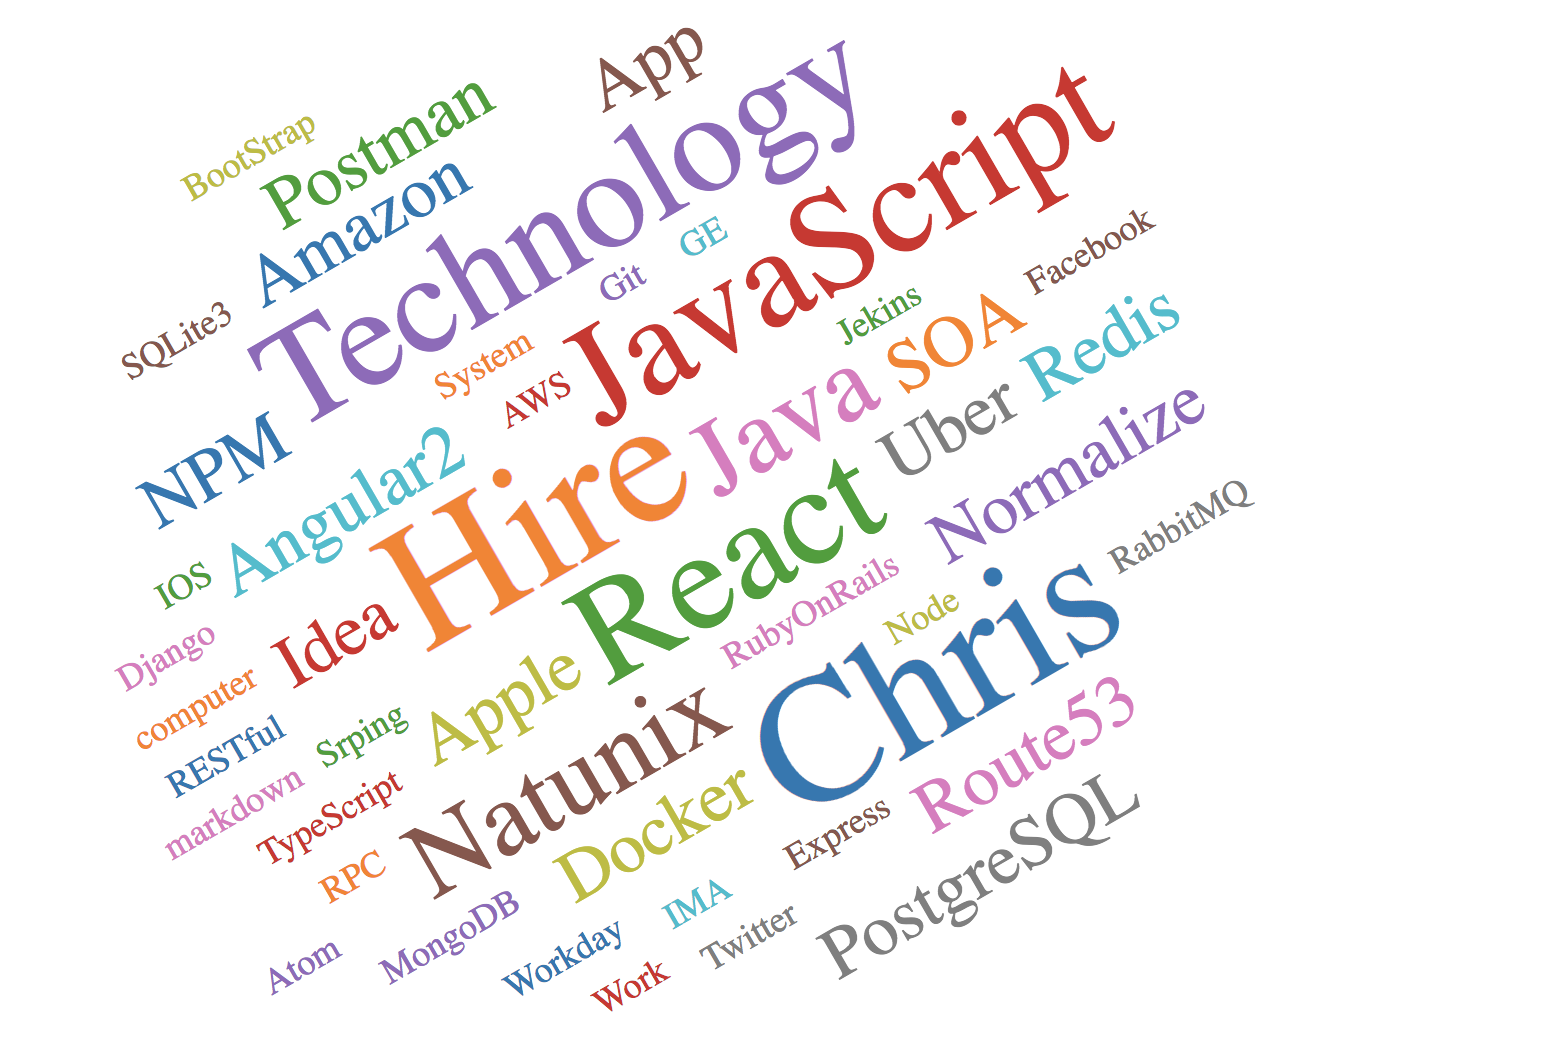 App
BootStrap
Postman
Technology
JavaScript
Amazon
GE
Git
Facebook
SQLite3
System
Jekins
SOA
Redis
AWS
NPM
Java
Uber
Angular2
Hire
Normalize
IOS
React
RabbitMQ
Django
Idea
RubyOnRails
Node
Chris
computer
Apple
Srping
RESTful
Natunix
Route53
markdown
TypeScript
Docker
Express
PostgreSQL
RPC
IMA
MongoDB
Twitter
Atom
Workday
Work